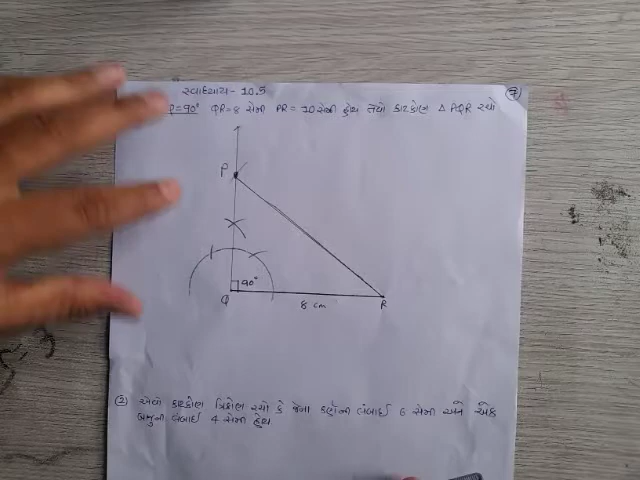 સ્વાધ્યાય - 10.5
7
P=90° QR=8 સેમી PR= 10 સેમી હોય તેવો કાટકોણ Δ PQR રચો
P
90°
Q
8 cm
R
(2) એવો કાટકોણ ત્રિકોણ રચો કે જેના કર્ણની લંબાઈ 6 સેમી અને એક
બાજુની લંબાઈ 4 સેમી હોય